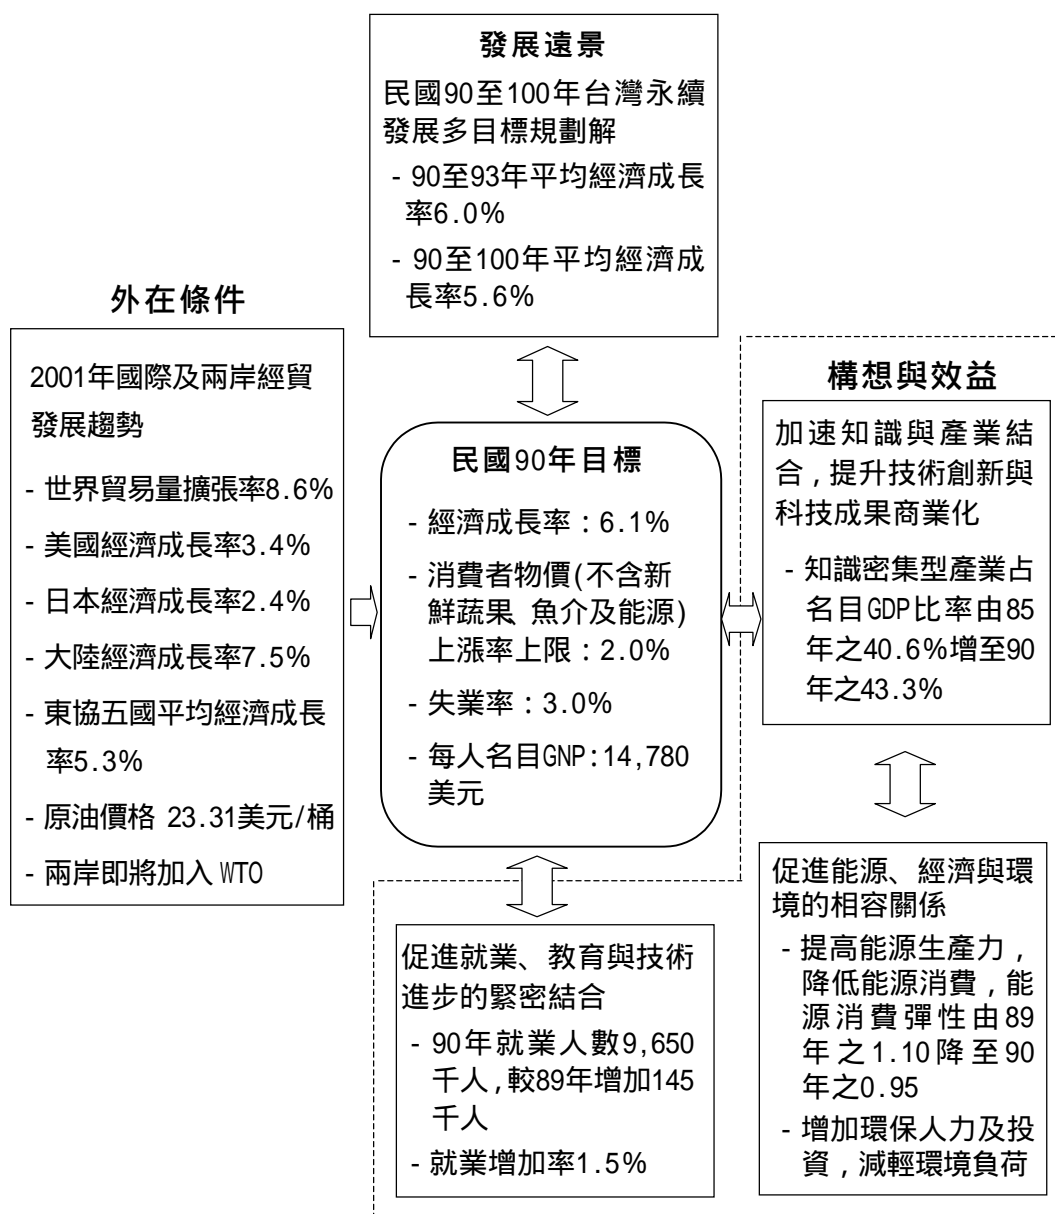 發展遠景
民國90至100年台灣永續
發展多目標規劃解
- 90至93年平均經濟成長
率6.0%
- 90至100年平均經濟成
長率5.6%
外在條件
2001年國際及兩岸經貿
發展趨勢
- 世界貿易量擴張率8.6%
- 美國經濟成長率3.4%
- 日本經濟成長率2.4%
- 大陸經濟成長率7.5%
- 東協五國平均經濟成長
率5.3%
- 原油價格 23.31美元/桶
- 兩岸即將加入 WTO
民國90年目標
- 經濟成長率：6.1%
- 消費者物價(不含新
鮮蔬果、魚介及能源)
上漲率上限：2.0%
- 失業率：3.0%
- 每人名目GNP:14,780
美元
構想與效益
加速知識與產業結
合，提升技術創新與
科技成果商業化
- 知識密集型產業占
名目GDP比率由85
年之40.6%增至90
年之43.3%
促進就業、教育與技術
進步的緊密結合
- 90年就業人數9,650
千人，較89年增加145
千人
- 就業增加率1.5%
促進能源、經濟與環
境的相容關係
- 提高能源生產力，
降低能源消費，能
源消費彈性由89
年之1.10降至90
年之0.95
- 增加環保人力及投
資，減輕環境負荷